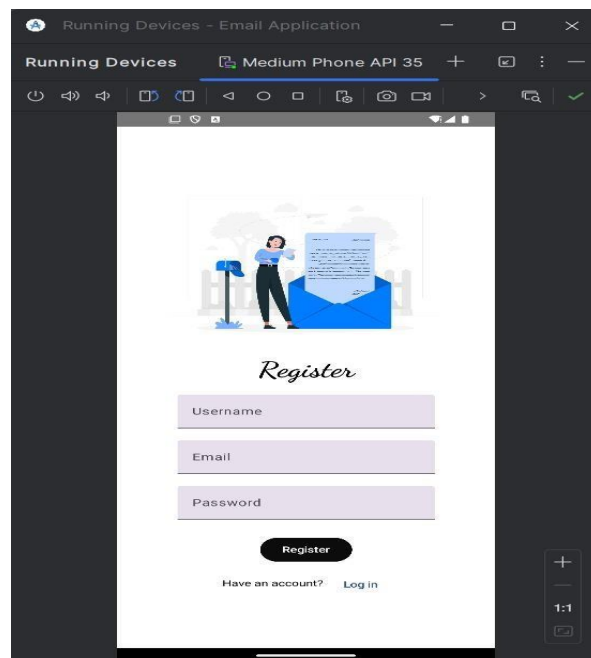 Running Devices - Email Application
Running Devices
Medium Phone API 35
Register
Username
Email
Password
Register
Have an account? Log in
1:1